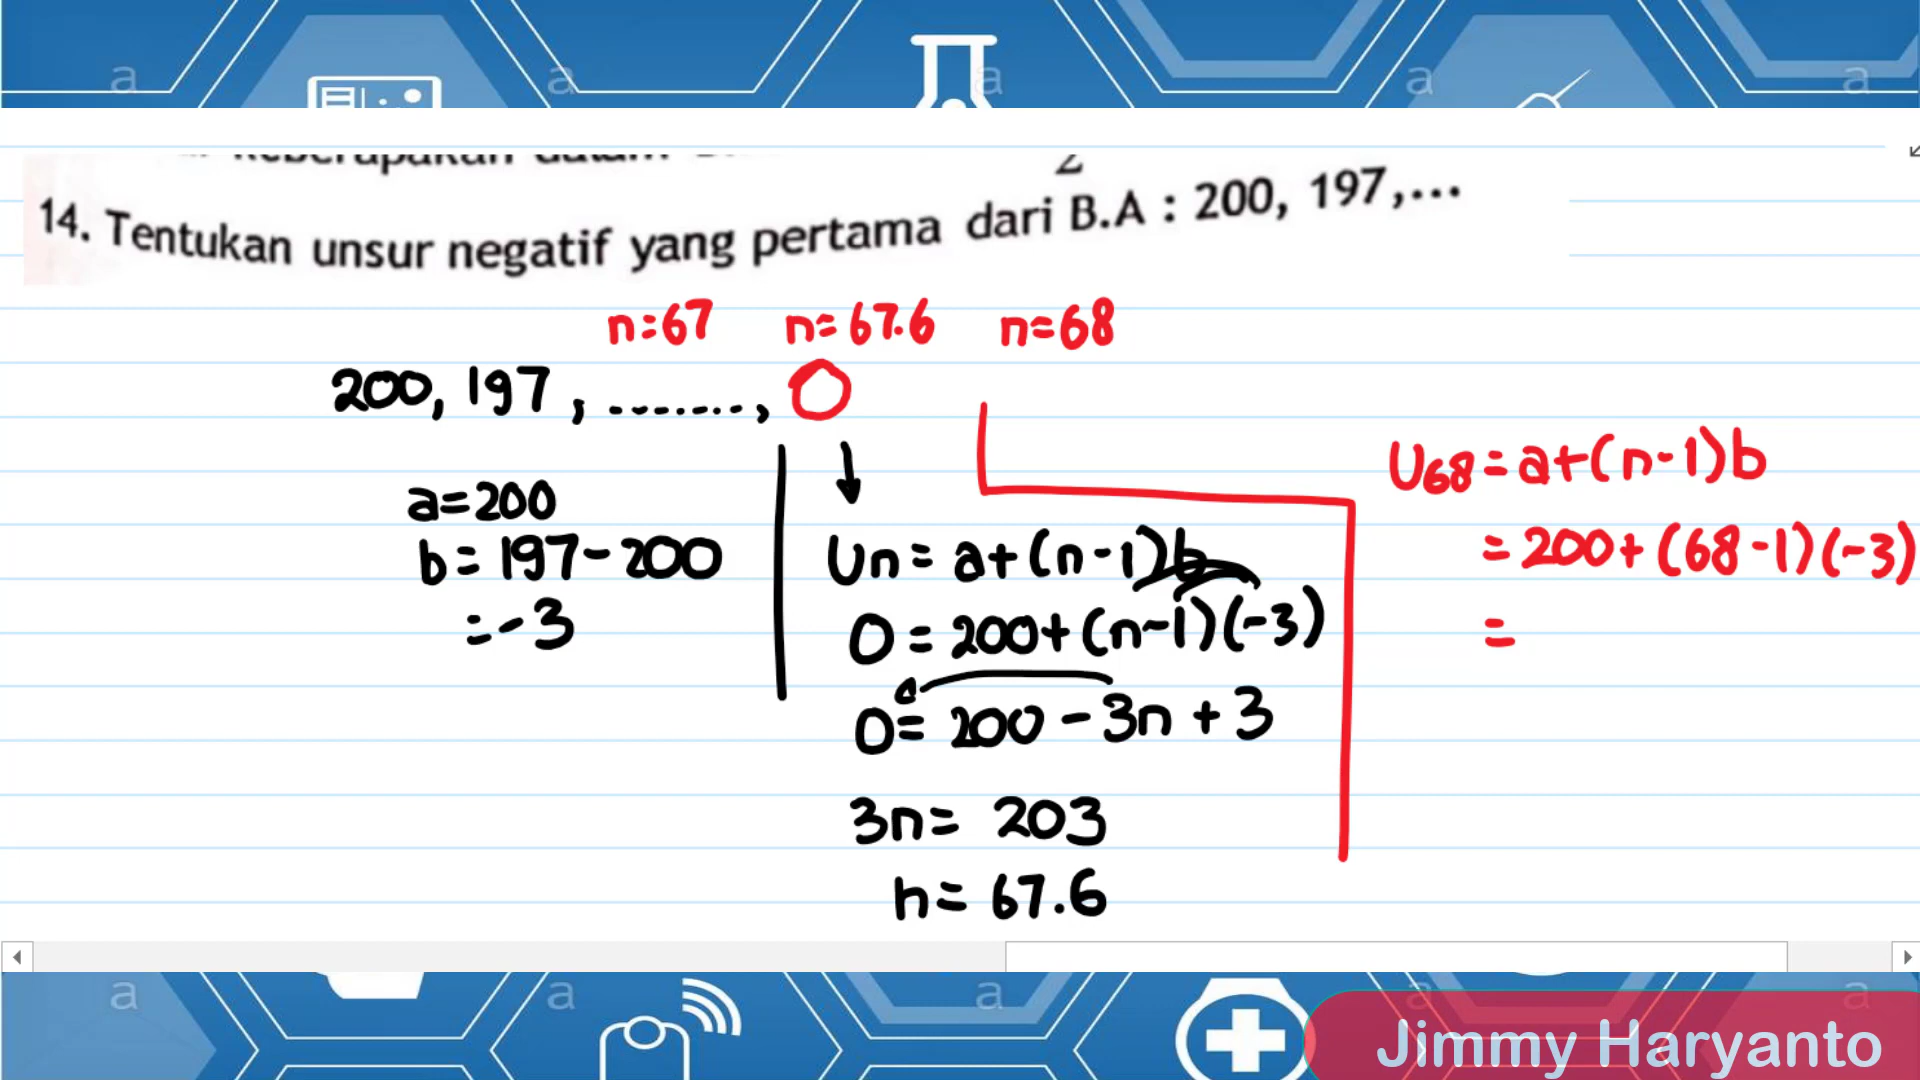 14. Tentukan unsur negatif yang pertama dari B.A : 200, 197,...
n=67 n=67.6 n=68
200, 197, ........, 0
a=200
b=197-200
=-3
Un=a+(n-1)b
0=200+(n-1)(-3)
0=200-3n+3
3n=203
n=67.6
U68=a+(n-1)b
=200+(68-1)(-3)
=
Jimmy Haryanto